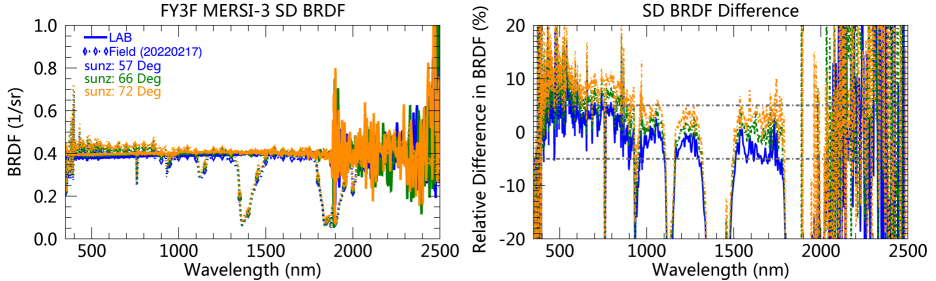 FY3F MERSI-3 SD BRDF
BRDF (1/sr)
1.0
0.8
0.6
0.4
0.2
0.0
LAB
Field (20220217)
sunz: 57 Deg
sunz: 66 Deg
sunz: 72 Deg
500 1000 1500 2000 2500
Wavelength (nm)
SD BRDF Difference
Relative Difference in BRDF (%)
20
10
0
-10
-20
500 1000 1500 2000 2500
Wavelength (nm)